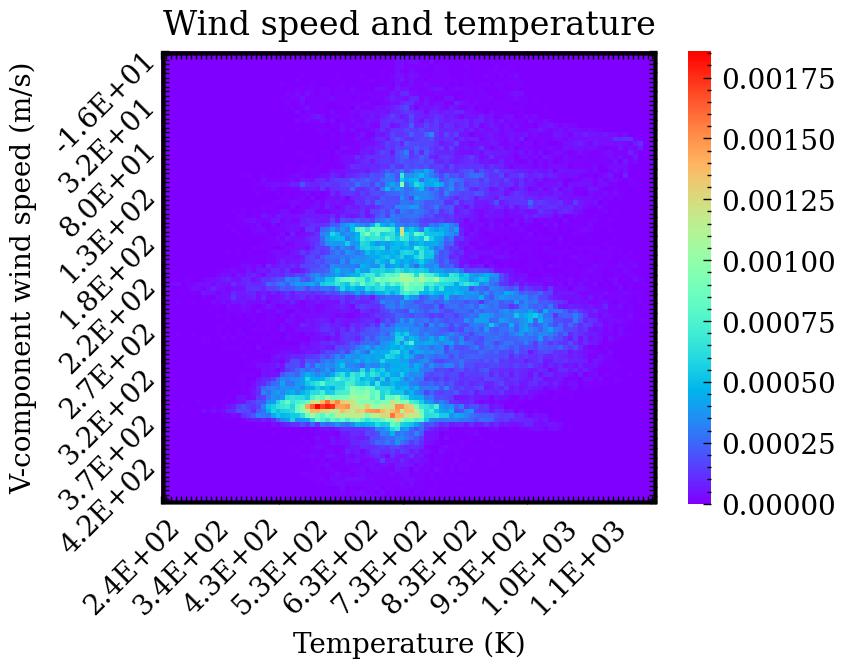 Wind speed and temperature
V-component wind speed (m/s)
-1.6E+01
3.2E+01
8.0E+01
1.3E+02
1.8E+02
2.2E+02
2.7E+02
3.2E+02
3.7E+02
4.2E+02
2.4E+02
3.4E+02
4.3E+02
5.3E+02
6.3E+02
7.3E+02
8.3E+02
9.3E+02
1.0E+03
1.1E+03
Temperature (K)
0.00175
0.00150
0.00125
0.00100
0.00075
0.00050
0.00025
0.00000